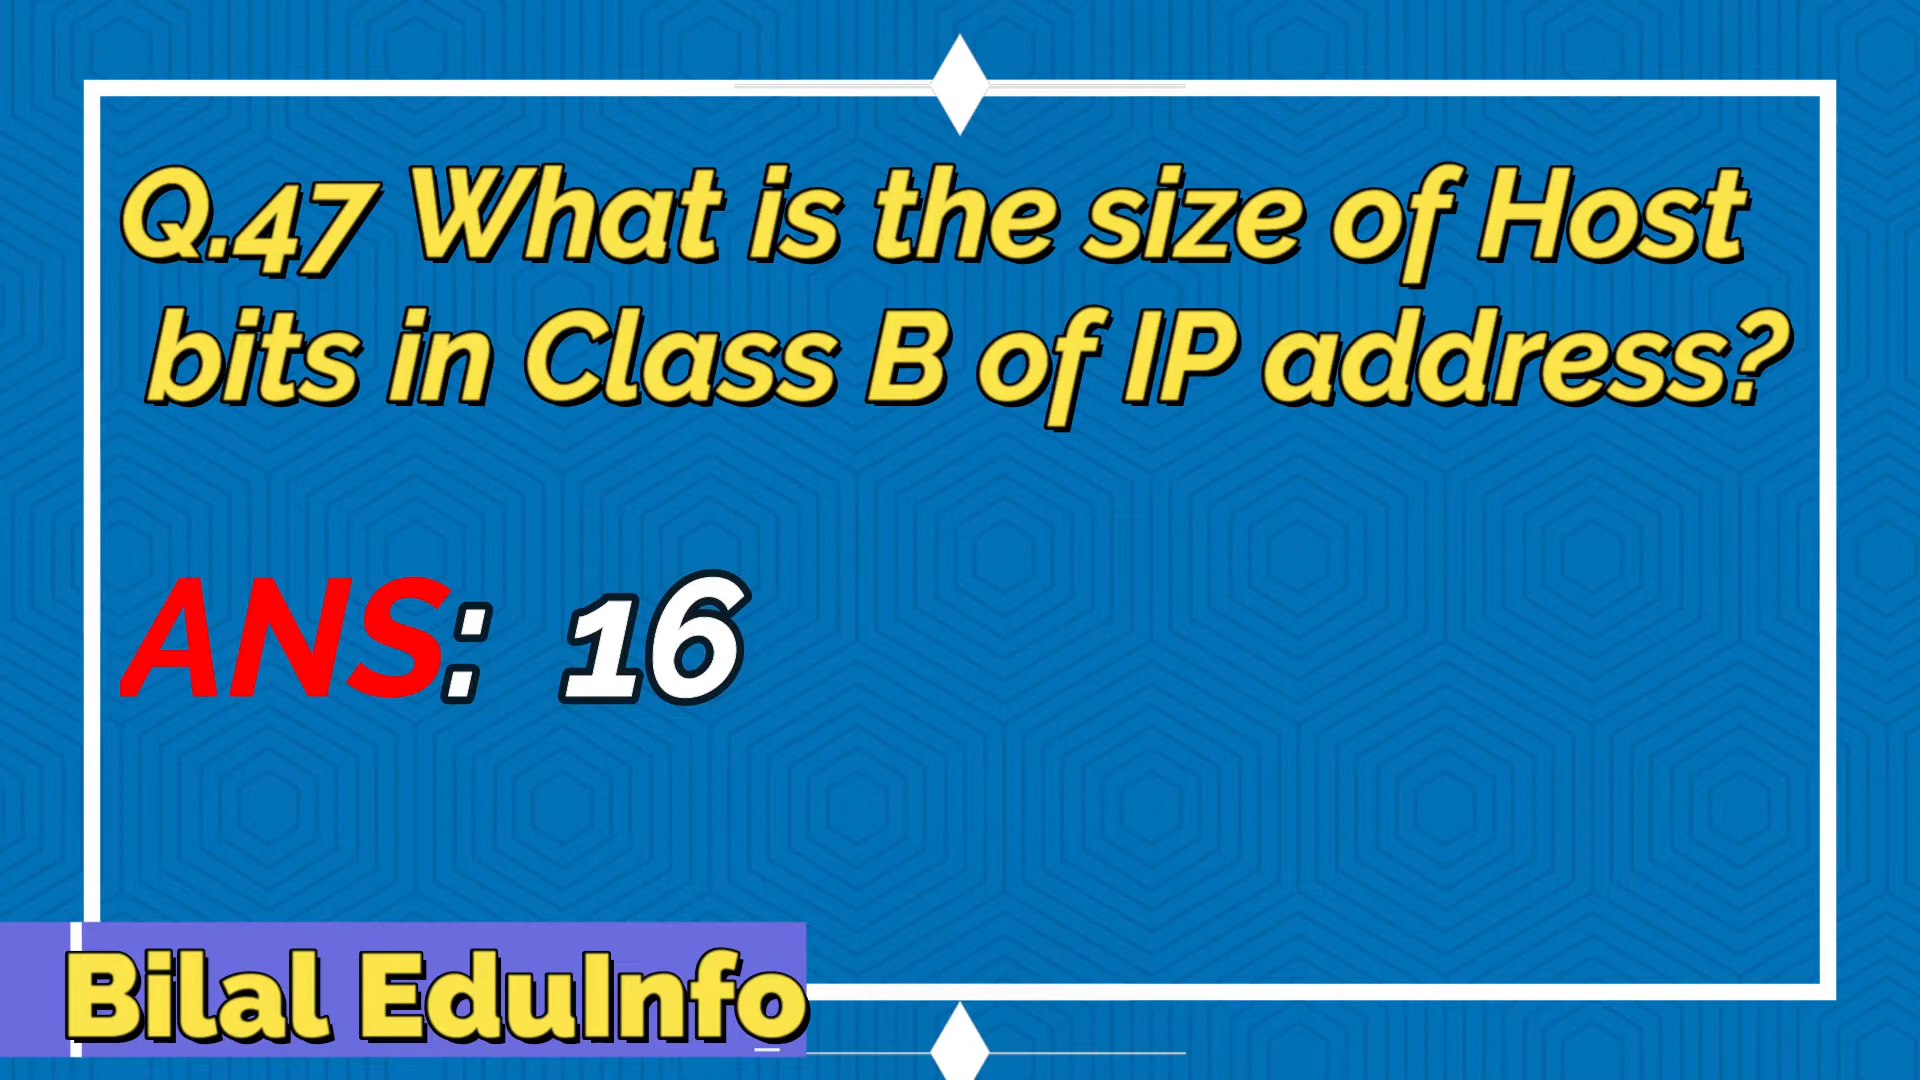 Q.47 What is the size of Host
bits in Class B of IP address?
ANS: 16
Bilal EduInfo